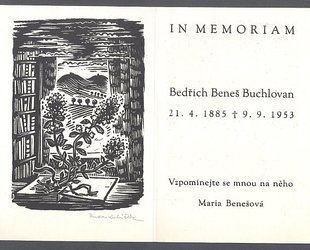 IN MEMORIAM
Bedřich Beneš Buchlovan
21. 4. 1885 † 9. 9. 1953
Vzpomínejte se mnou na něho
Maria Benešová